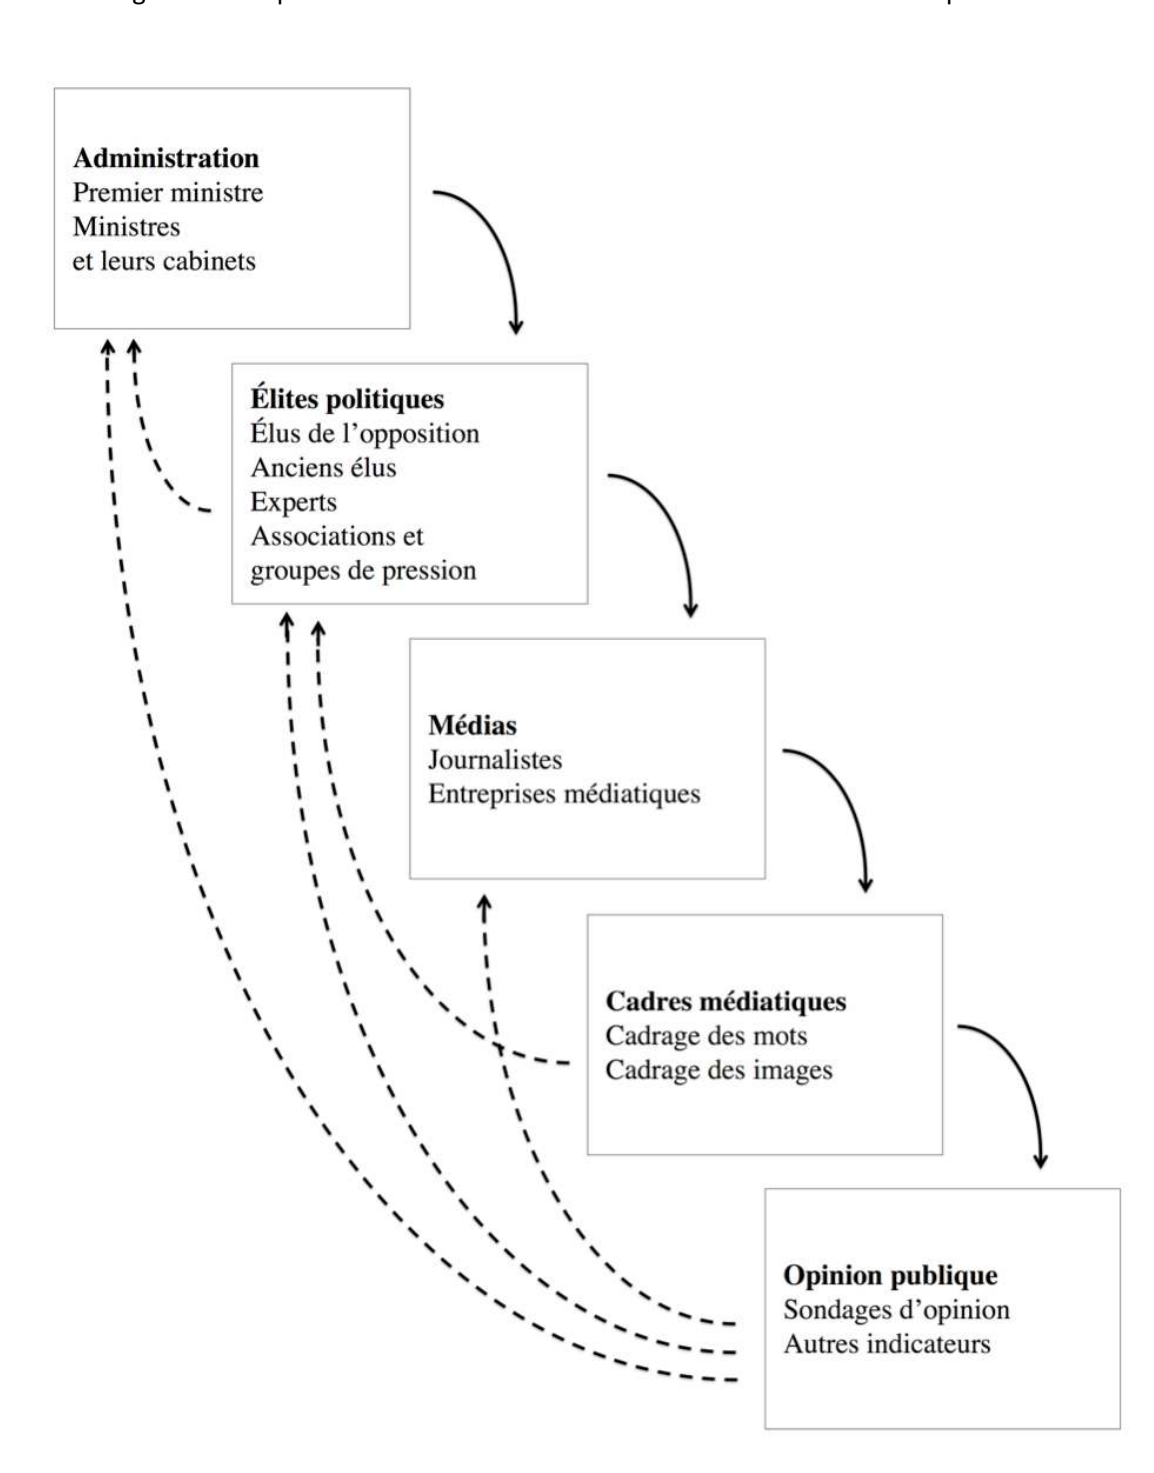 Administration
Premier ministre
Ministres
et leurs cabinets
Élites politiques
Élus de l’opposition
Anciens élus
Experts
Associations et
groupes de pression
Médias
Journalistes
Entreprises médiatiques
Cadres médiatiques
Cadrage des mots
Cadrage des images
Opinion publique
Sondages d’opinion
Autres indicateurs